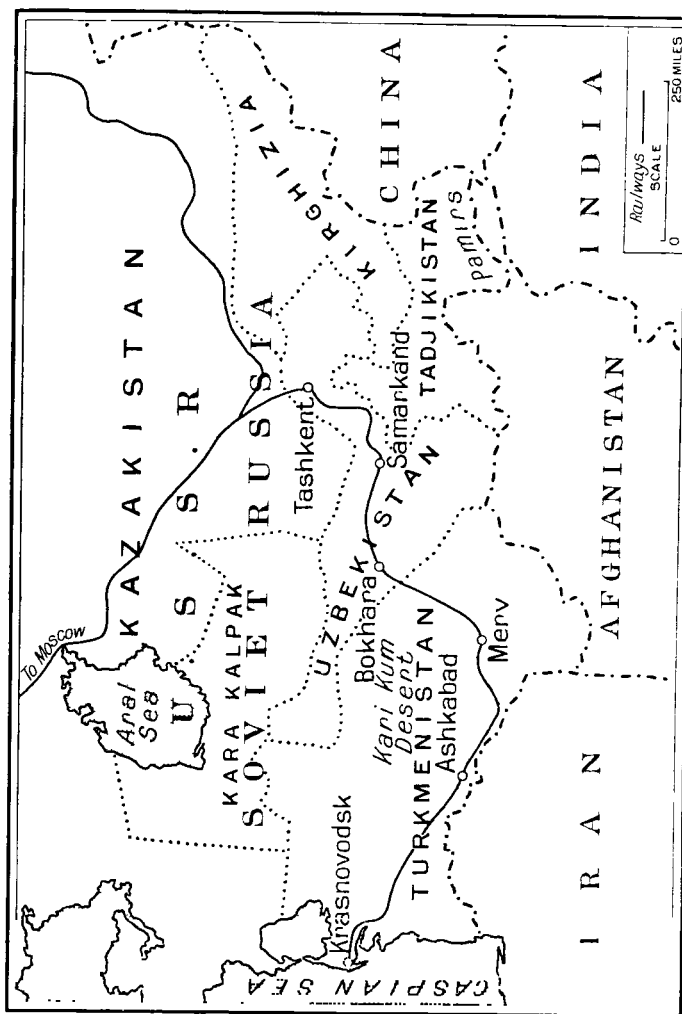 To Moscow
KAZAKISTAN
U . S . S . R
Aral
Sea
KARA KALPAK
SOVIET RUSSIA
KIRGHIZIA
Tashkent
UZBEKISTAN
CHINA
Krasnovodsk
Bokhara
Samarkand
Kari Kum
Desert
TADJIKISTAN
pamirs
TURKMENISTAN
Ashkabad
Merv
CASPIAN SEA
IRAN
AFGHANISTAN
INDIA
Railways
SCALE
0 250 MILES